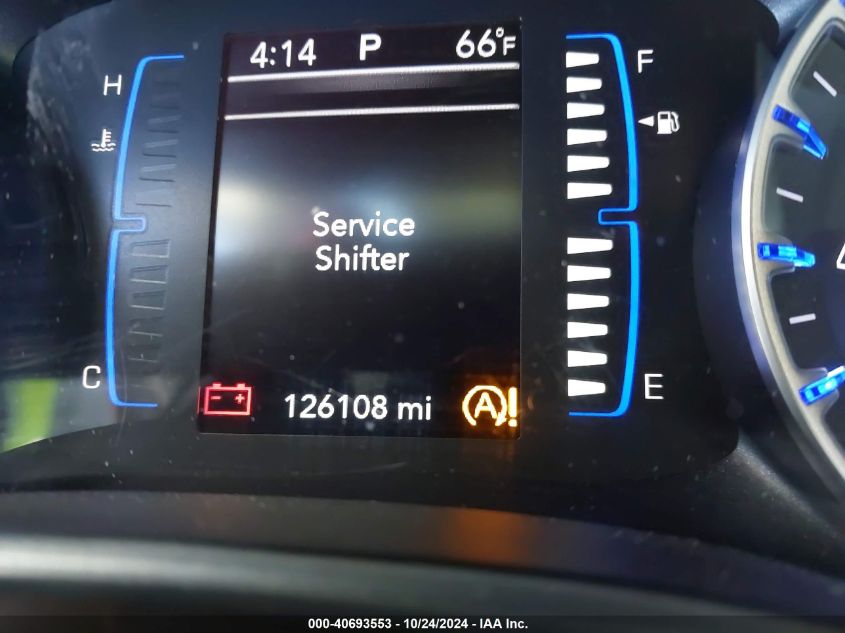 4:14 P 66°F
H
F
Service
Shifter
C
E
126108 mi
A!
000-40693553 / 10/24/2024 - IAA Inc.